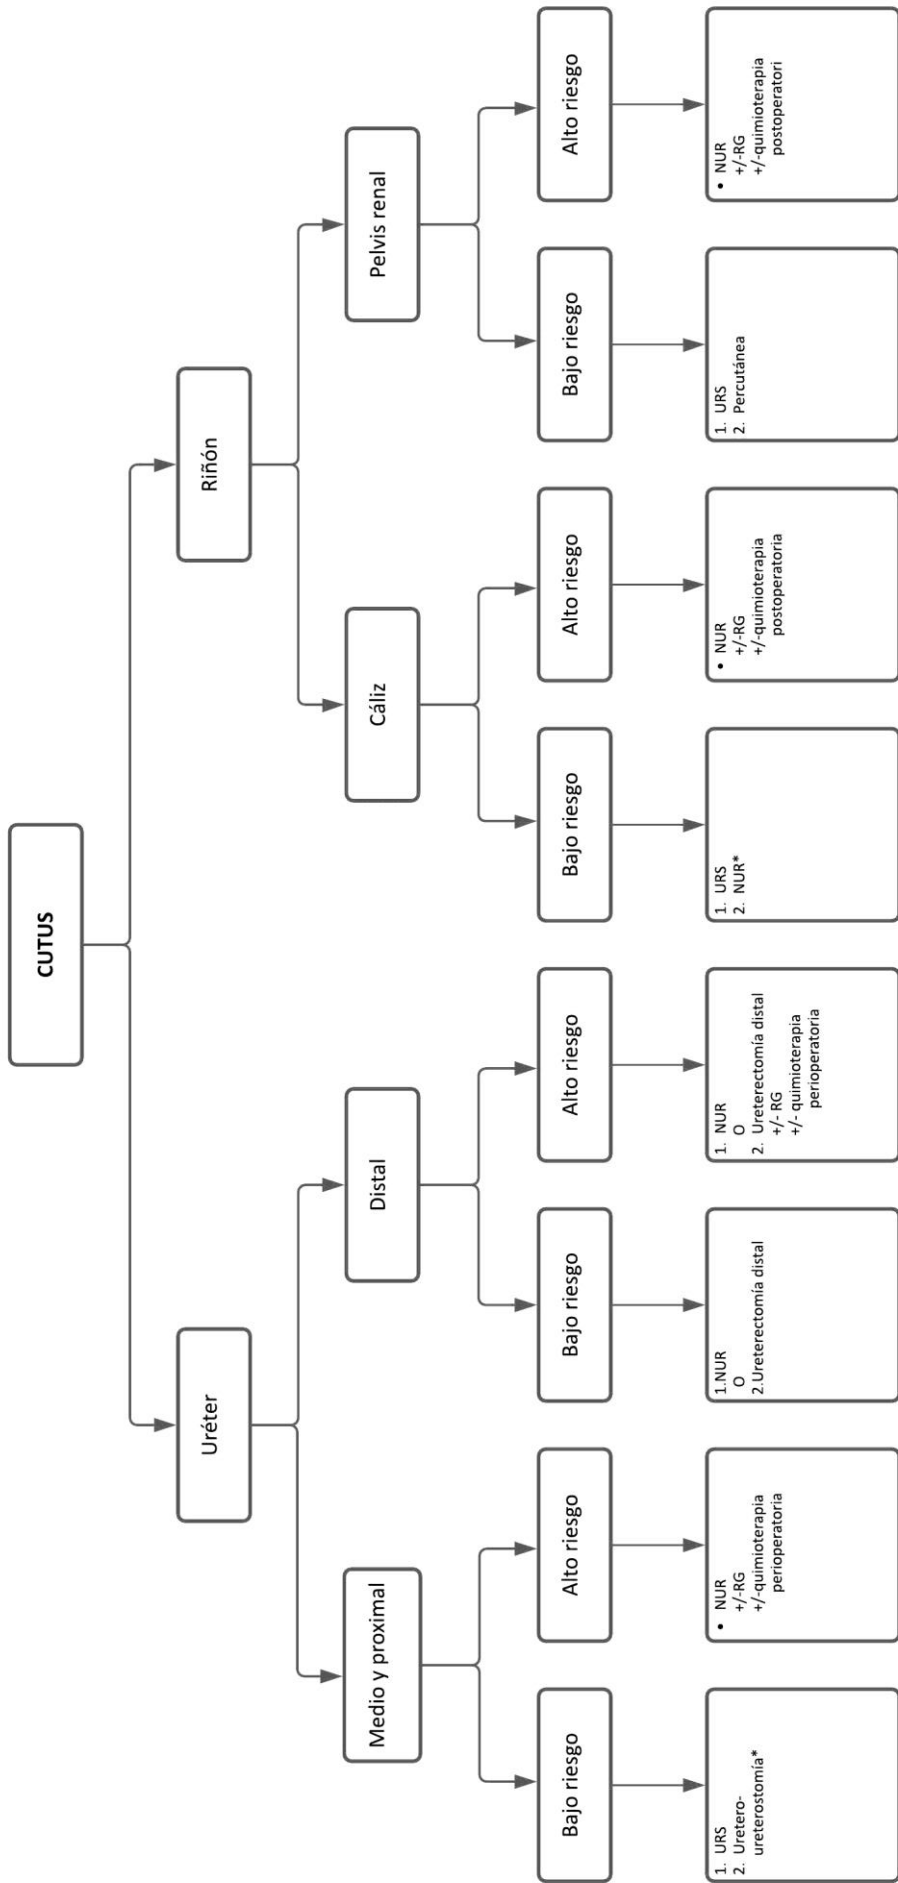 CUTUS
Uréter
Riñón
Medio y proximal
Distal
Cáliz
Pelvis renal
Bajo riesgo
Alto riesgo
Bajo riesgo
Alto riesgo
Bajo riesgo
Alto riesgo
Bajo riesgo
Alto riesgo
1. URS
2. Uretero-
ureterostomía*
• NUR
+/-RG
+/-quimioterapia
perioperatoria
1.NUR
O
2.Ureterectomía distal
1. NUR
O
2. Ureterectomía distal
+/- RG
+/- quimioterapia
perioperatoria
1. URS
2. NUR*
• NUR
+/-RG
+/-quimioterapia
postoperatoria
1. URS
2. Percutánea
• NUR
+/-RG
+/-quimioterapia
postoperatori